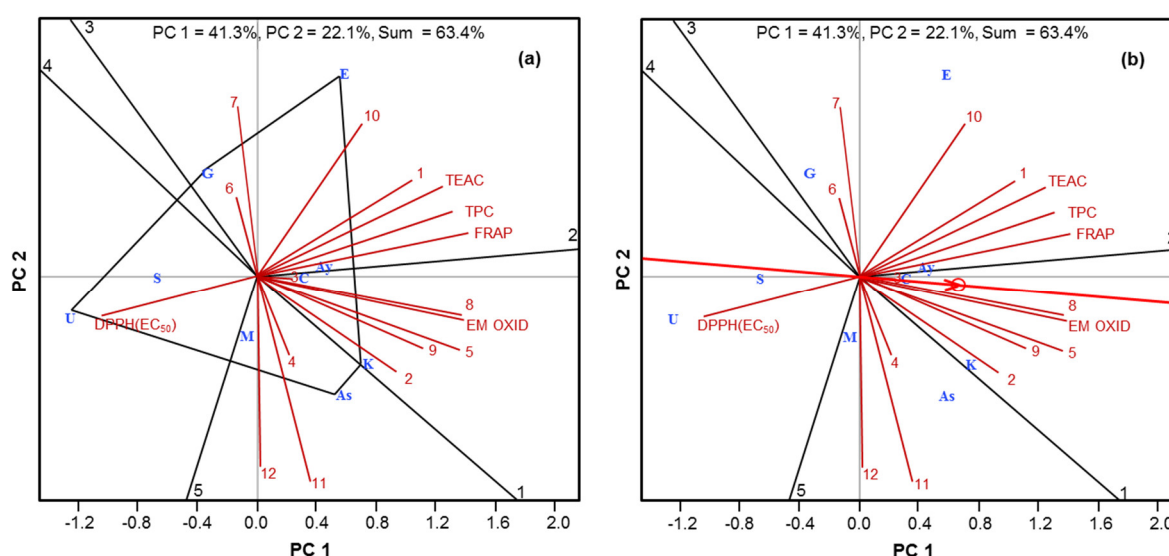 PC 1 = 41.3%, PC 2 = 22.1%, Sum = 63.4%
(a)
3
4
E
7
10
G
1
TEAC
6
TPC
FRAP
2
Ay
3
C
S
8
EM OXID
U
DPPH(EC50)
M
9
5
4
K
2
As
12
11
5
1
PC 2
-1.2 -0.8 -0.4 0.0 0.4 0.8 1.2 1.6 2.0
PC 1
PC 1 = 41.3%, PC 2 = 22.1%, Sum = 63.4%
(b)
3
4
E
7
10
G
1
TEAC
6
TPC
FRAP
Ay
3
C
S
8
EM OXID
U
DPPH(EC50)
M
9
5
4
K
2
As
12
11
5
1
PC 2
-1.2 -0.8 -0.4 0.0 0.4 0.8 1.2 1.6 2.0
PC 1